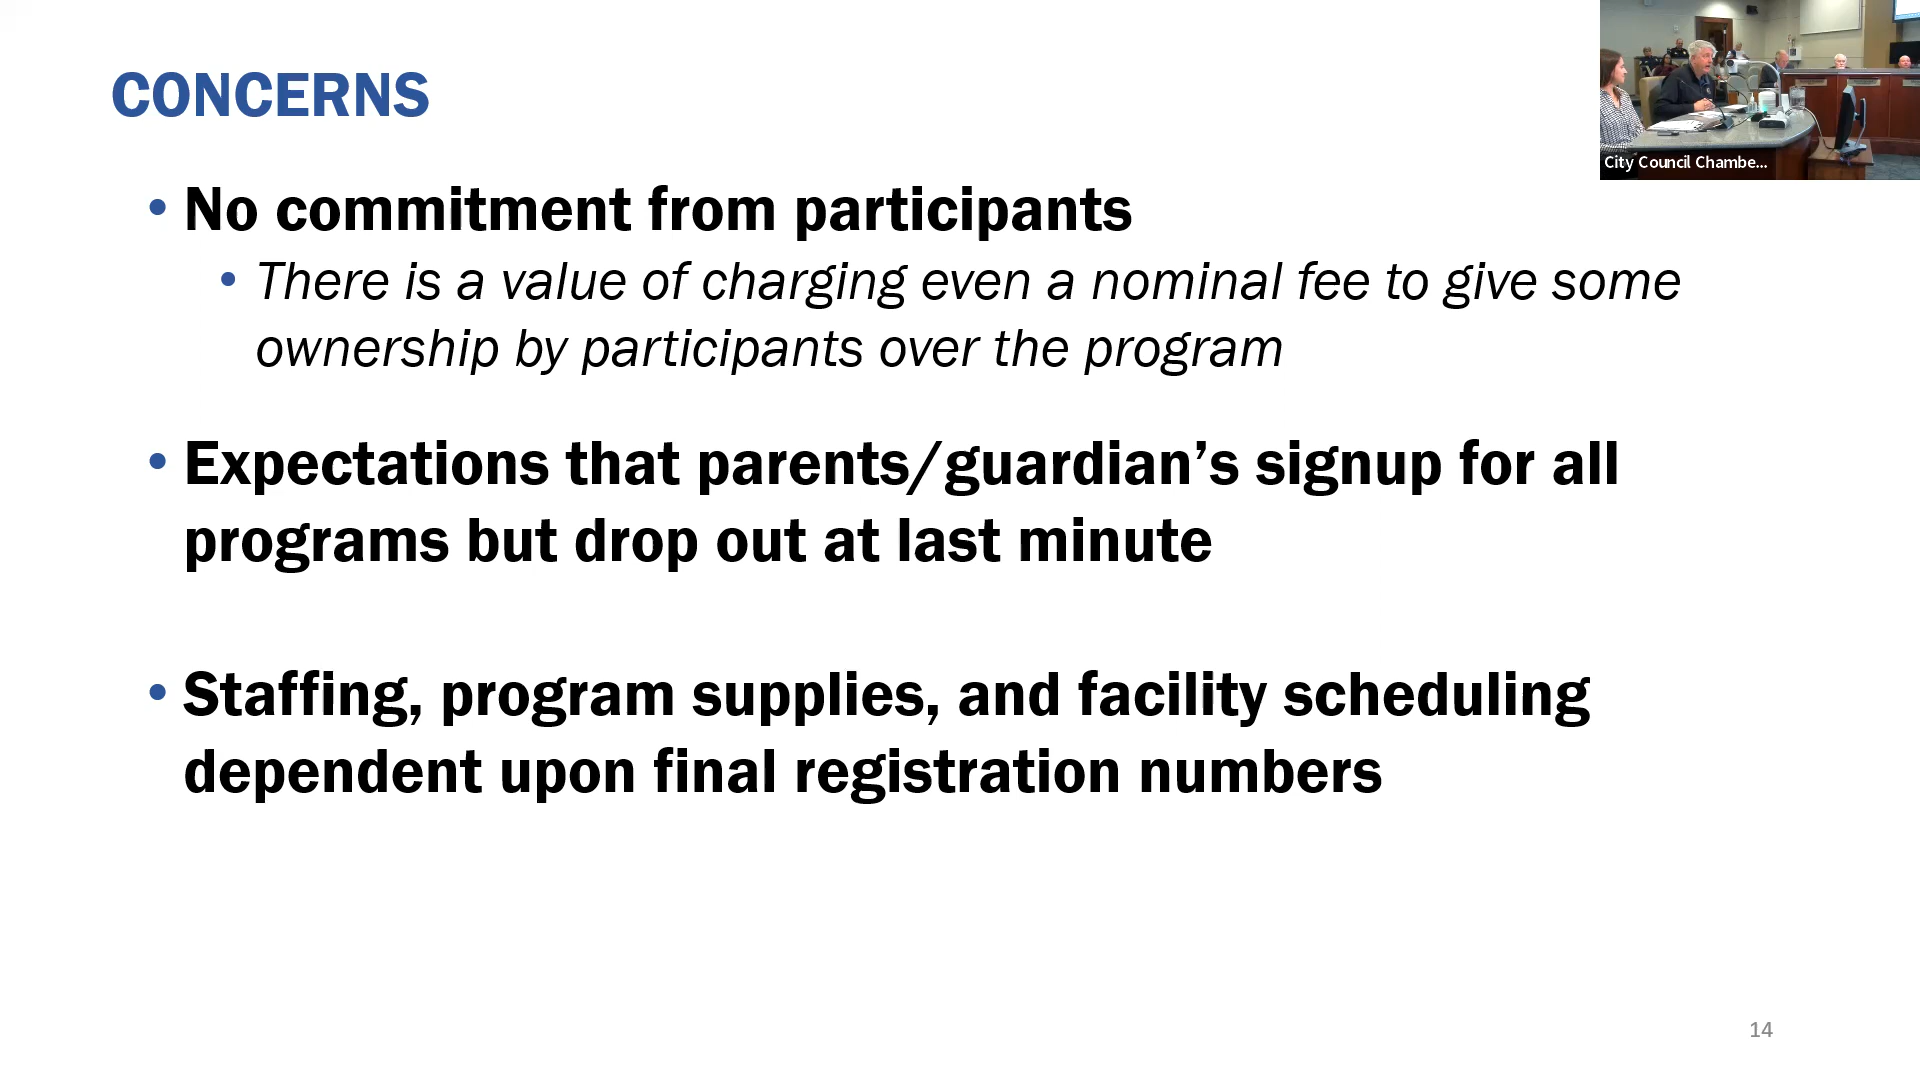 CONCERNS
City Council Chambe...
• No commitment from participants
• There is a value of charging even a nominal fee to give some
ownership by participants over the program
• Expectations that parents/guardian’s signup for all
programs but drop out at last minute
• Staffing, program supplies, and facility scheduling
dependent upon final registration numbers
14